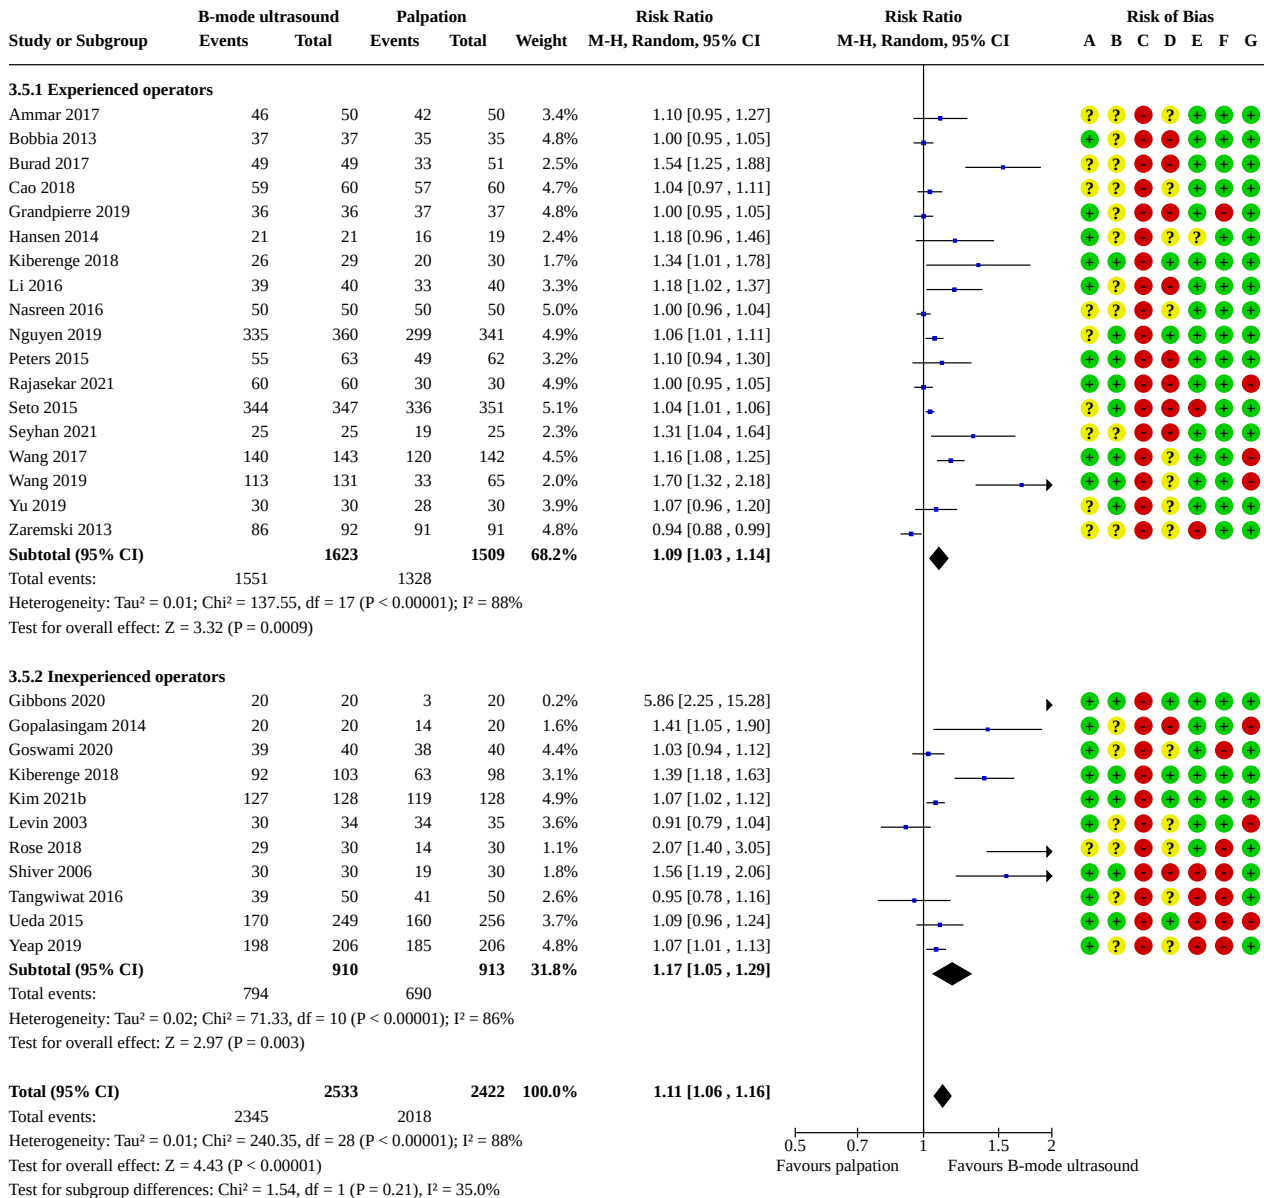 B-mode ultrasound Palpation Risk Ratio Risk Ratio Risk of Bias
Study or Subgroup Events Total Events Total Weight M-H, Random, 95% CI M-H, Random, 95% CI A B C D E F G
3.5.1 Experienced operators
Ammar 2017 46 50 42 50 3.4% 1.10 [0.95 , 1.27] ? ? - ? + + +
Bobbia 2013 37 37 35 35 4.8% 1.00 [0.95 , 1.05] + ? - - + + +
Burad 2017 49 49 33 51 2.5% 1.54 [1.25 , 1.88] ? ? - - + + +
Cao 2018 59 60 57 60 4.7% 1.04 [0.97 , 1.11] ? ? - ? + + +
Grandpierre 2019 36 36 37 37 4.8% 1.00 [0.95 , 1.05] + ? - - + - +
Hansen 2014 21 21 16 19 2.4% 1.18 [0.96 , 1.46] + ? - ? ? + +
Kiberenge 2018 26 29 20 30 1.7% 1.34 [1.01 , 1.78] + + - + + + +
Li 2016 39 40 33 40 3.3% 1.18 [1.02 , 1.37] + ? - - + + +
Nasreen 2016 50 50 50 50 5.0% 1.00 [0.96 , 1.04] ? ? - ? + + +
Nguyen 2019 335 360 299 341 4.9% 1.06 [1.01 , 1.11] ? + - + + + +
Peters 2015 55 63 49 62 3.2% 1.10 [0.94 , 1.30] + + - - + + +
Rajasekar 2021 60 60 30 30 4.9% 1.00 [0.95 , 1.05] + + - - + + -
Seto 2015 344 347 336 351 5.1% 1.04 [1.01 , 1.06] ? + - - - + +
Seyhan 2021 25 25 19 25 2.3% 1.31 [1.04 , 1.64] ? ? - - + + +
Wang 2017 140 143 120 142 4.5% 1.16 [1.08 , 1.25] + + - ? + + -
Wang 2019 113 131 33 65 2.0% 1.70 [1.32 , 2.18] + + - ? + + -
Yu 2019 30 30 28 30 3.9% 1.07 [0.96 , 1.20] ? + - ? + + +
Zaremski 2013 86 92 91 91 4.8% 0.94 [0.88 , 0.99] ? ? - ? - + +
Subtotal (95% CI) 1623 1509 68.2% 1.09 [1.03 , 1.14]
Total events: 1551 1328
Heterogeneity: Tau² = 0.01; Chi² = 137.55, df = 17 (P < 0.00001); I² = 88%
Test for overall effect: Z = 3.32 (P = 0.0009)
3.5.2 Inexperienced operators
Gibbons 2020 20 20 3 20 0.2% 5.86 [2.25 , 15.28] + + - + + + +
Gopalasingam 2014 20 20 14 20 1.6% 1.41 [1.05 , 1.90] + ? - - + + -
Goswami 2020 39 40 38 40 4.4% 1.03 [0.94 , 1.12] + ? - ? + - +
Kiberenge 2018 92 103 63 98 3.1% 1.39 [1.18 , 1.63] + + - + + + +
Kim 2021b 127 128 119 128 4.9% 1.07 [1.02 , 1.12] + + - + + + +
Levin 2003 30 34 34 35 3.6% 0.91 [0.79 , 1.04] + ? - ? + + -
Rose 2018 29 30 14 30 1.1% 2.07 [1.40 , 3.05] ? ? - ? + - +
Shiver 2006 30 30 19 30 1.8% 1.56 [1.19 , 2.06] + + - - - - +
Tangwiwat 2016 39 50 41 50 2.6% 0.95 [0.78 , 1.16] + ? - ? - - +
Ueda 2015 170 249 160 256 3.7% 1.09 [0.96 , 1.24] + + - + - - -
Yeap 2019 198 206 185 206 4.8% 1.07 [1.01 , 1.13] + ? - ? - - +
Subtotal (95% CI) 910 913 31.8% 1.17 [1.05 , 1.29]
Total events: 794 690
Heterogeneity: Tau² = 0.02; Chi² = 71.33, df = 10 (P < 0.00001); I² = 86%
Test for overall effect: Z = 2.97 (P = 0.003)
Total (95% CI) 2533 2422 100.0% 1.11 [1.06 , 1.16]
Total events: 2345 2018
Heterogeneity: Tau² = 0.01; Chi² = 240.35, df = 28 (P < 0.00001); I² = 88%
Test for overall effect: Z = 4.43 (P < 0.00001)
Test for subgroup differences: Chi² = 1.54, df = 1 (P = 0.21), I² = 35.0%
0.5 0.7 1 1.5 2
Favours palpation Favours B-mode ultrasound